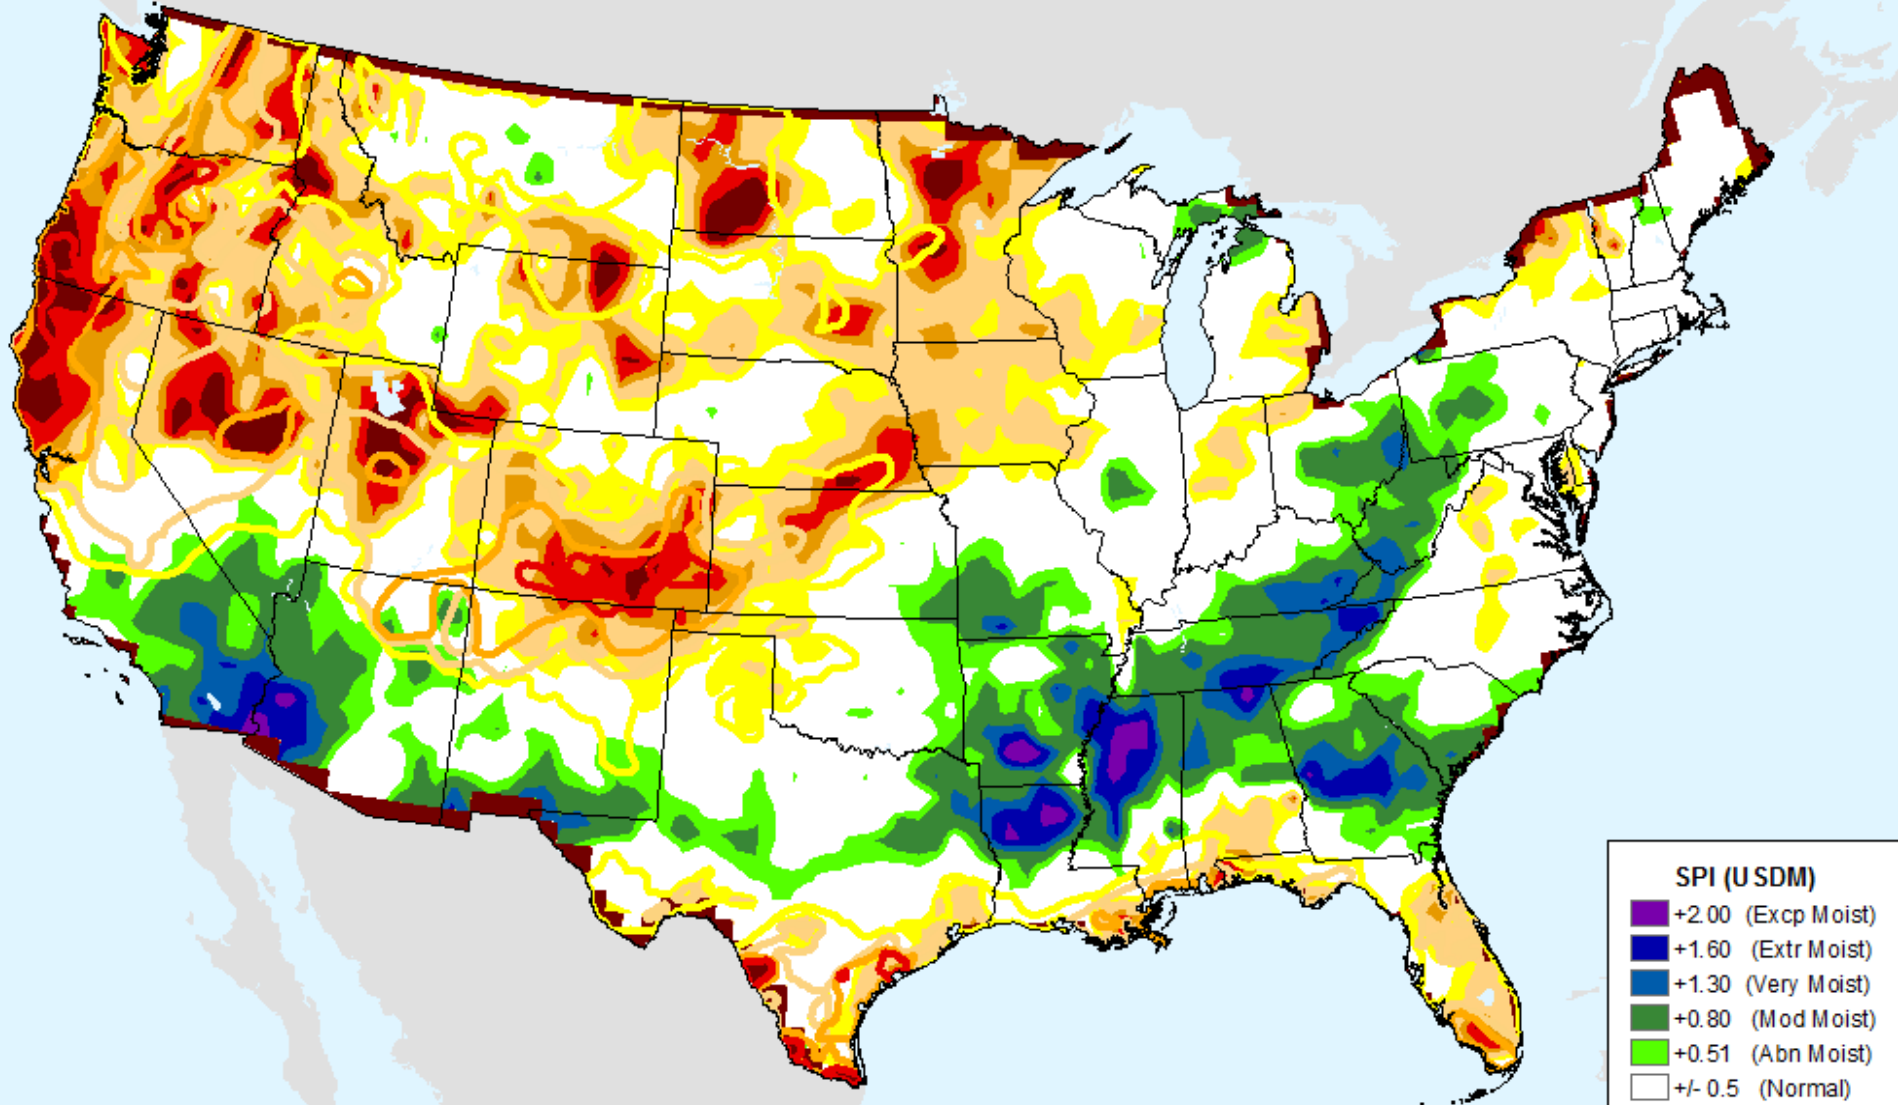 SPI (USDM)
+2.00 (Excp Moist)
+1.60 (Extr Moist)
+1.30 (Very Moist)
+0.80 (Mod Moist)
+0.51 (Abn Moist)
+/- 0.5 (Normal)